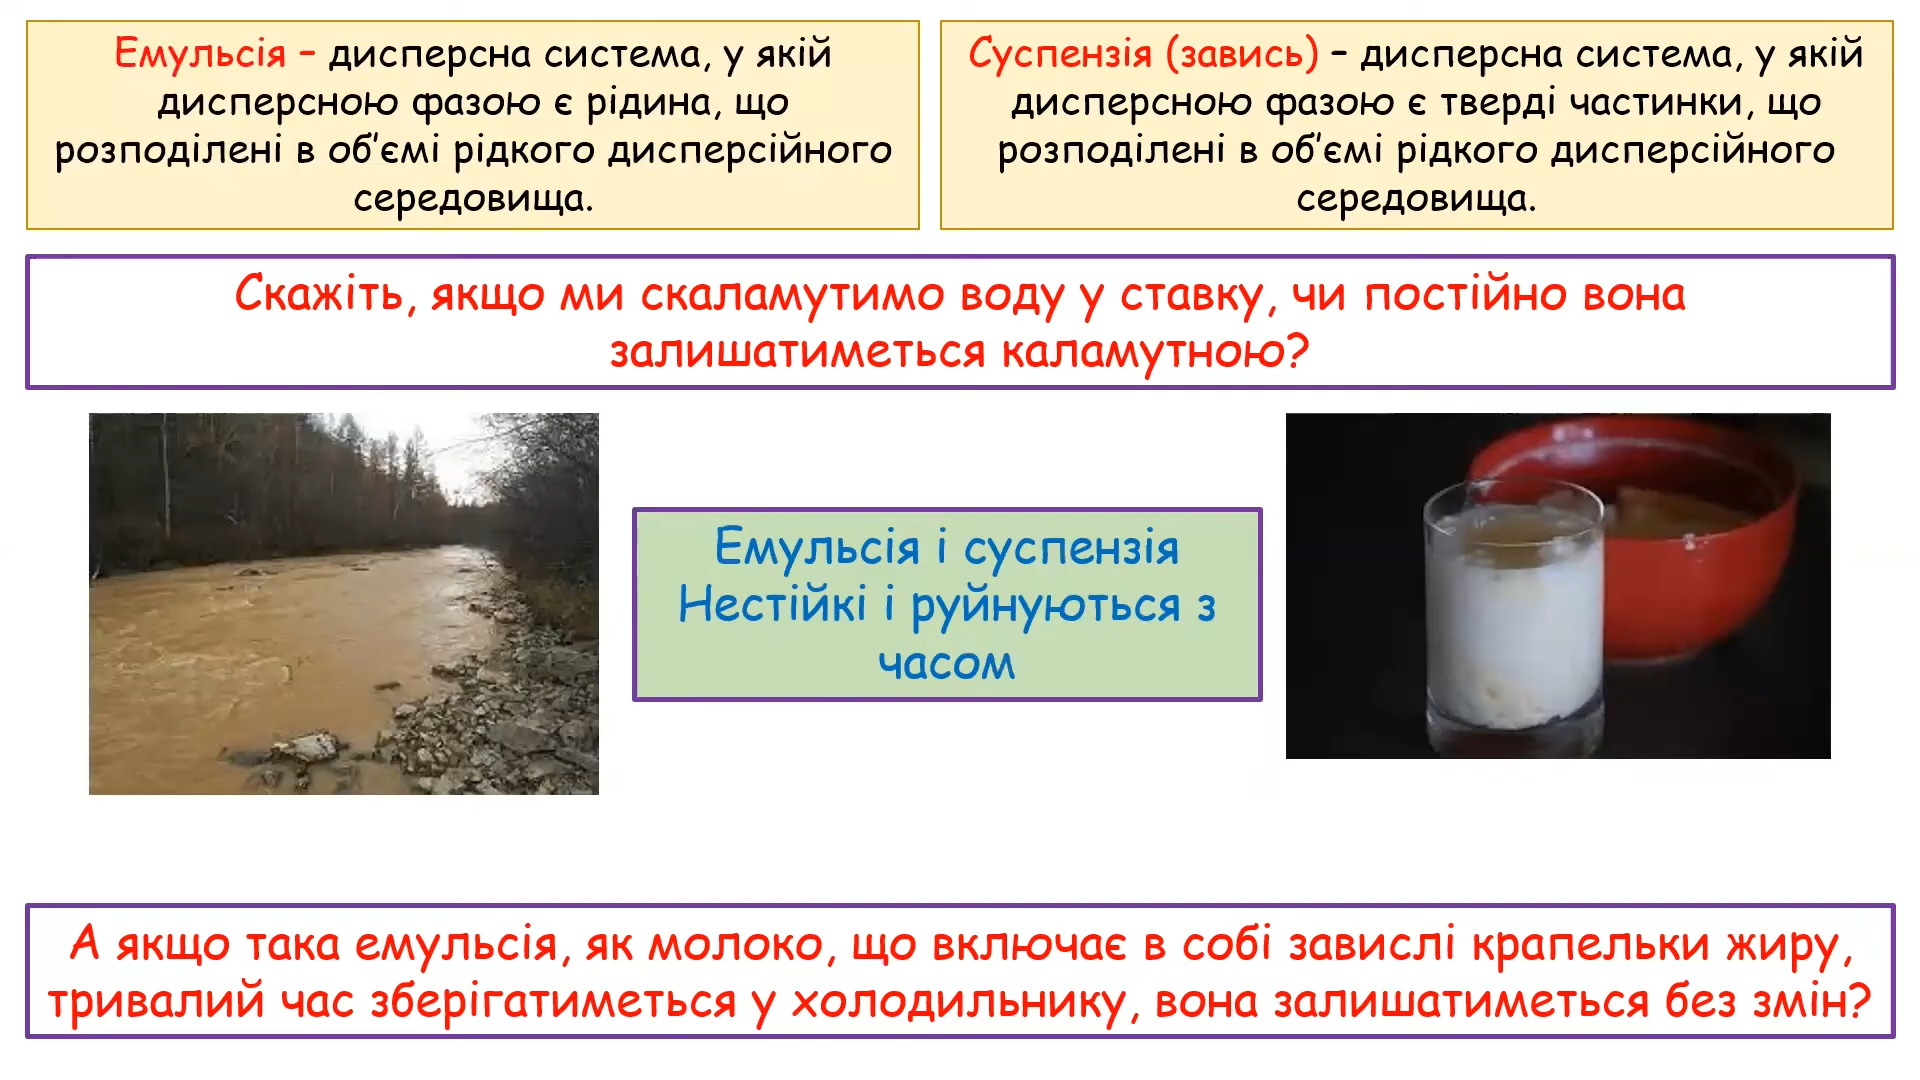 Емульсія – дисперсна система, у якій
дисперсною фазою є рідина, що
розподілені в об’ємі рідкого дисперсійного
середовища.
Суспензія (завись) – дисперсна система, у якій
дисперсною фазою є тверді частинки, що
розподілені в об’ємі рідкого дисперсійного
середовища.
Скажіть, якщо ми скаламутимо воду у ставку, чи постійно вона
залишатиметься каламутною?
Емульсія і суспензія
Нестійкі і руйнуються з
часом
А якщо така емульсія, як молоко, що включає в собі завислі крапельки жиру,
тривалий час зберігатиметься у холодильнику, вона залишатиметься без змін?